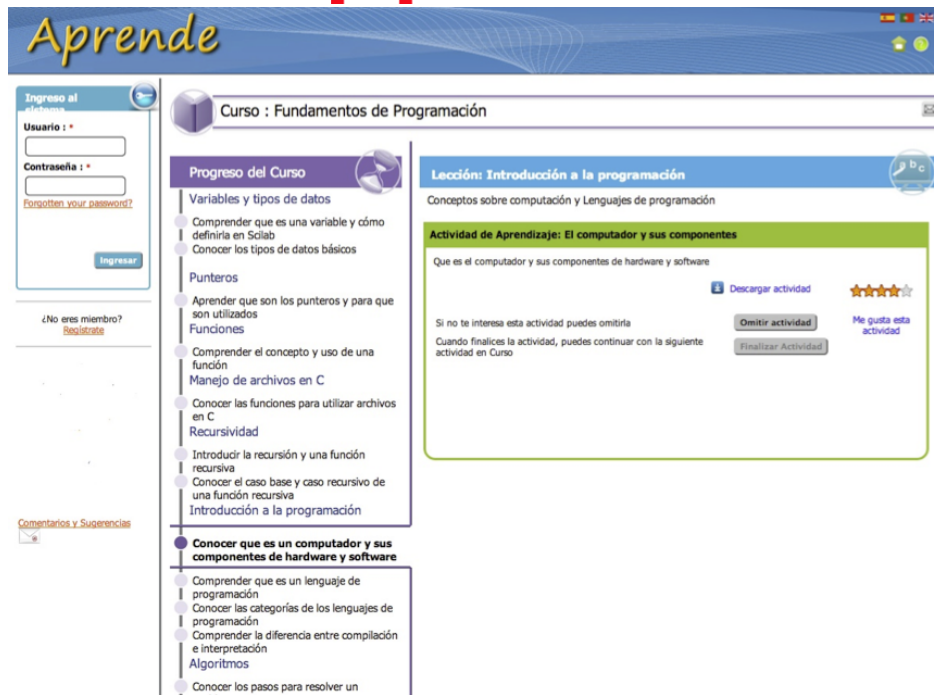 Aprende
Ingreso al
sistema
Usuario : *
Contraseña : *
Forgotten your password?
Ingresar
¿No eres miembro?
Regístrate
Comentarios y Sugerencias
Curso : Fundamentos de Programación
Progreso del Curso
Variables y tipos de datos
Comprender que es una variable y cómo
definirla en Scilab
Conocer los tipos de datos básicos
Punteros
Aprender que son los punteros y para que
son utilizados
Funciones
Comprender el concepto y uso de una
función
Manejo de archivos en C
Conocer las funciones para utilizar archivos
en C
Recursividad
Introducir la recursión y una función
recursiva
Conocer el caso base y caso recursivo de
una función recursiva
Introducción a la programación
Conocer que es un computador y sus
componentes de hardware y software
Comprender que es un lenguaje de
programación
Conocer las categorías de los lenguajes de
programación
Comprender la diferencia entre compilación
e interpretación
Algoritmos
Conocer los pasos para resolver un
Lección: Introducción a la programación
abc
Conceptos sobre computación y Lenguajes de programación
Actividad de Aprendizaje: El computador y sus componentes
Que es el computador y sus componentes de hardware y software
Descargar actividad
Si no te interesa esta actividad puedes omitirla
Omitir actividad
Me gusta esta
actividad
Cuando finalices la actividad, puedes continuar con la siguiente
actividad en Curso
Finalizar Actividad